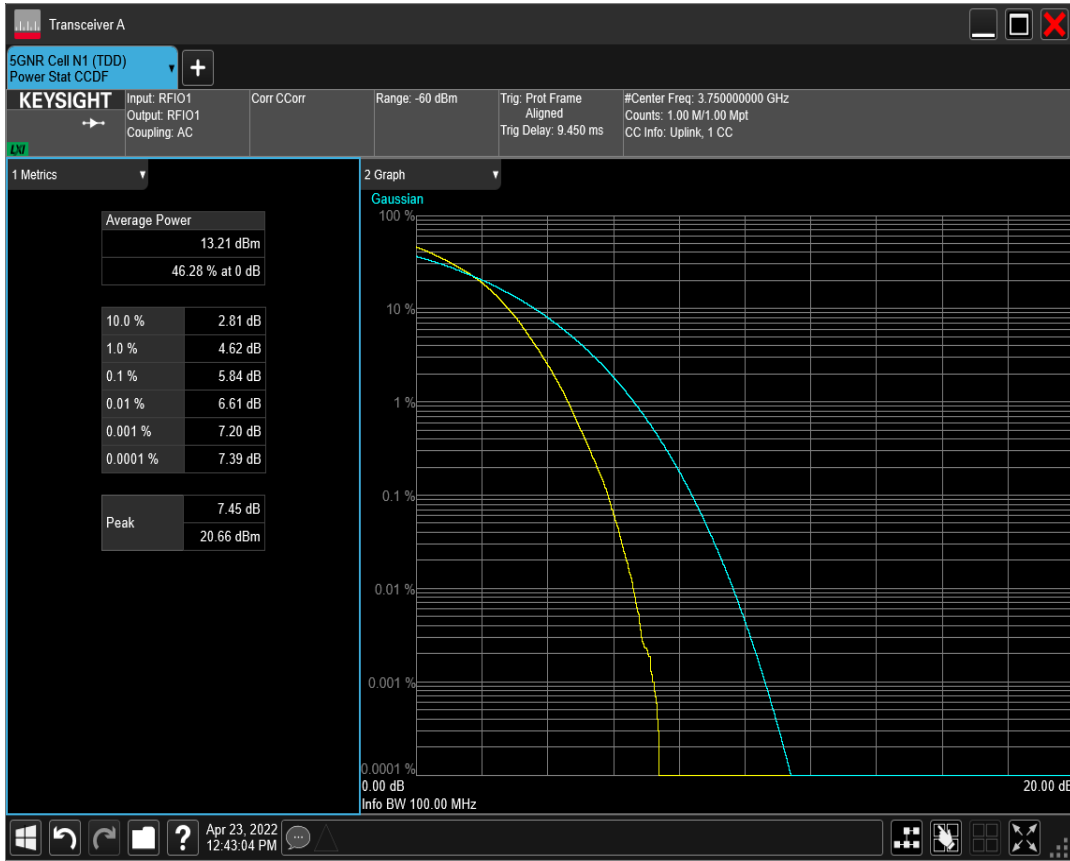 Transceiver A
5GNR Cell N1 (TDD)
Power Stat CCDF
+
KEYSIGHT
LXI
Input: RFIO1
Output: RFIO1
Coupling: AC
Corr CCorr
Range: -60 dBm
Trig: Prot Frame
Aligned
Trig Delay: 9.450 ms
#Center Freq: 3.750000000 GHz
Counts: 1.00 M/1.00 Mpt
CC Info: Uplink, 1 CC
1 Metrics
Average Power
13.21 dBm
46.28 % at 0 dB
10.0 % 2.81 dB
1.0 % 4.62 dB
0.1 % 5.84 dB
0.01 % 6.61 dB
0.001 % 7.20 dB
0.0001 % 7.39 dB
Peak
7.45 dB
20.66 dBm
2 Graph
Gaussian
100 %
10 %
1 %
0.1 %
0.01 %
0.001 %
0.0001 %
0.00 dB 20.00 dB
Info BW 100.00 MHz
?
Apr 23, 2022
12:43:04 PM